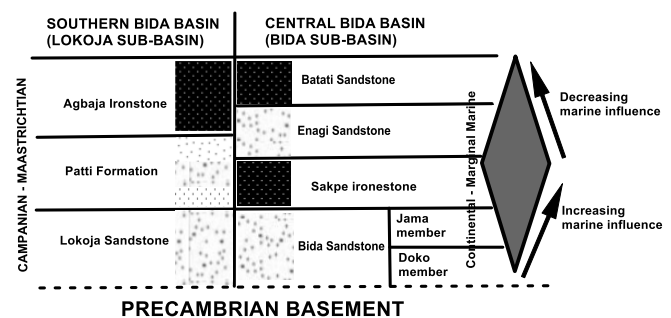 SOUTHERN BIDA BASIN
(LOKOJA SUB-BASIN)
CENTRAL BIDA BASIN
(BIDA SUB-BASIN)
CAMPANIAN - MAASTRICHTIAN
Agbaja Ironstone
Patti Formation
Lokoja Sandstone
Batati Sandstone
Enagi Sandstone
Sakpe ironestone
Bida Sandstone
Jama
member
Doko
member
Continental - Marginal Marine
Decreasing
marine influence
Increasing
marine influence
PRECAMBRIAN BASEMENT